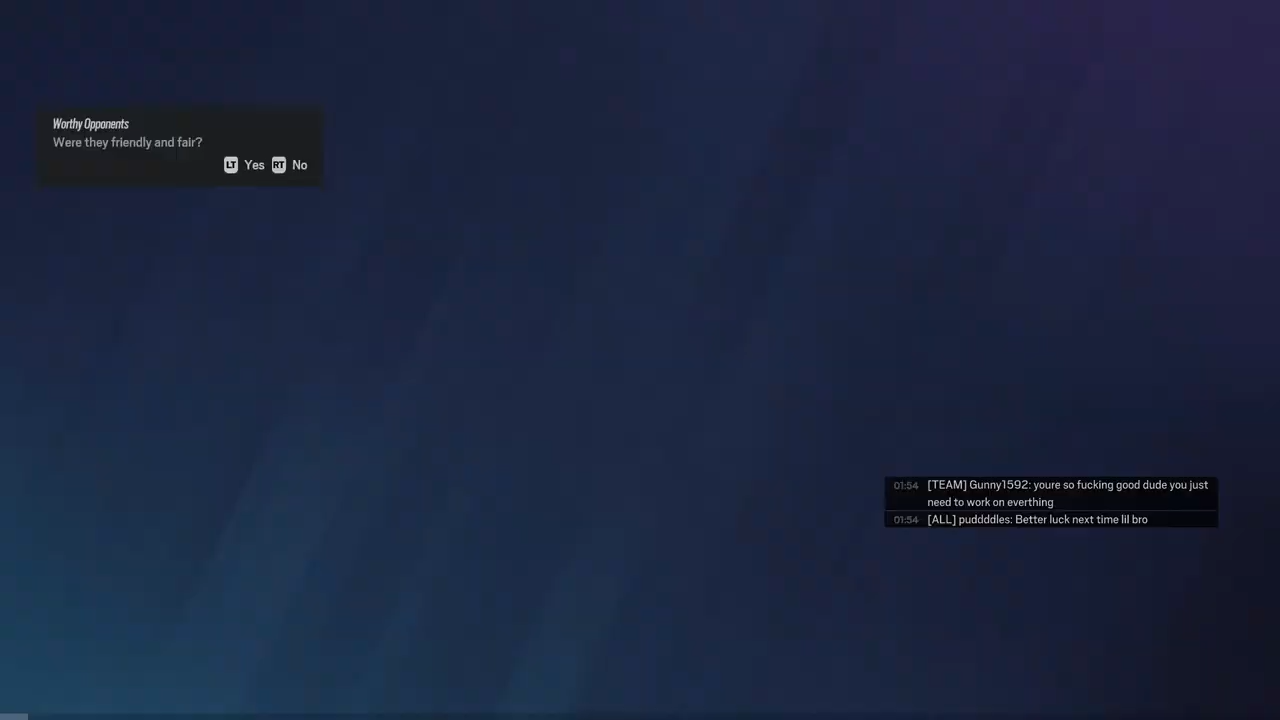 Worthy Opponents
Were they friendly and fair?
LT Yes RT No
01:54 [TEAM] Gunny1592: youre so fucking good dude you just
need to work on everthing
01:54 [ALL] puddddles: Better luck next time lil bro